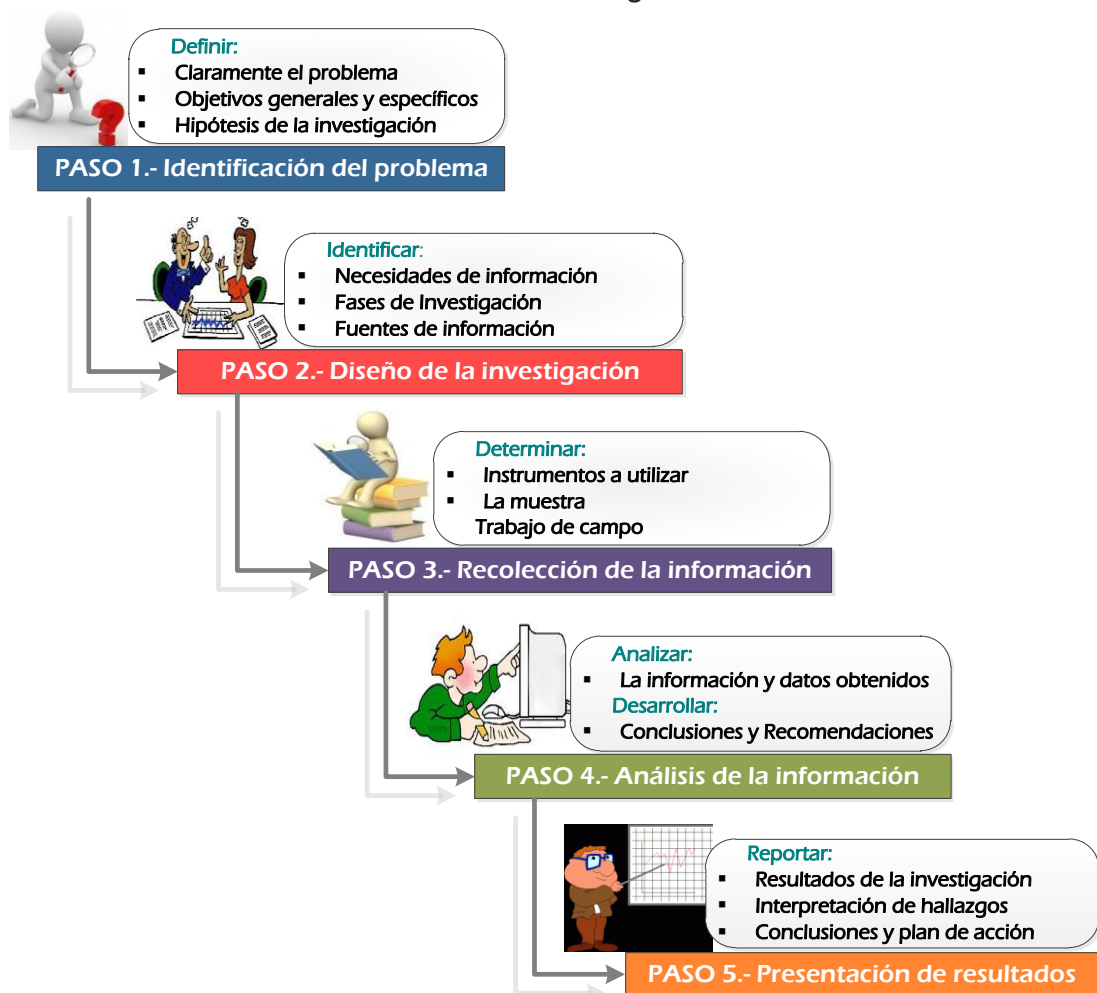 Definir:
▪ Claramente el problema
▪ Objetivos generales y específicos
▪ Hipótesis de la investigación
PASO 1.- Identificación del problema
Identificar:
▪ Necesidades de información
▪ Fases de Investigación
▪ Fuentes de información
PASO 2.- Diseño de la investigación
Determinar:
▪ Instrumentos a utilizar
▪ La muestra
Trabajo de campo
PASO 3.- Recolección de la información
Analizar:
▪ La información y datos obtenidos
Desarrollar:
▪ Conclusiones y Recomendaciones
PASO 4.- Análisis de la información
Reportar:
▪ Resultados de la investigación
▪ Interpretación de hallazgos
▪ Conclusiones y plan de acción
PASO 5.- Presentación de resultados